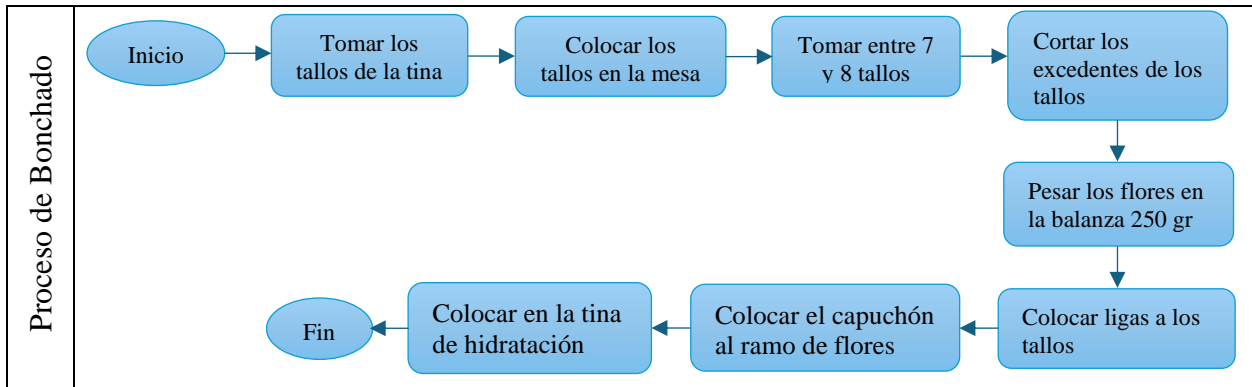 Proceso de Bonchado
Inicio
Tomar los
tallos de la tina
Colocar los
tallos en la mesa
Tomar entre 7
y 8 tallos
Cortar los
excedentes de los
tallos
Pesar los flores en
la balanza 250 gr
Colocar ligas a los
tallos
Colocar el capuchón
al ramo de flores
Colocar en la tina
de hidratación
Fin